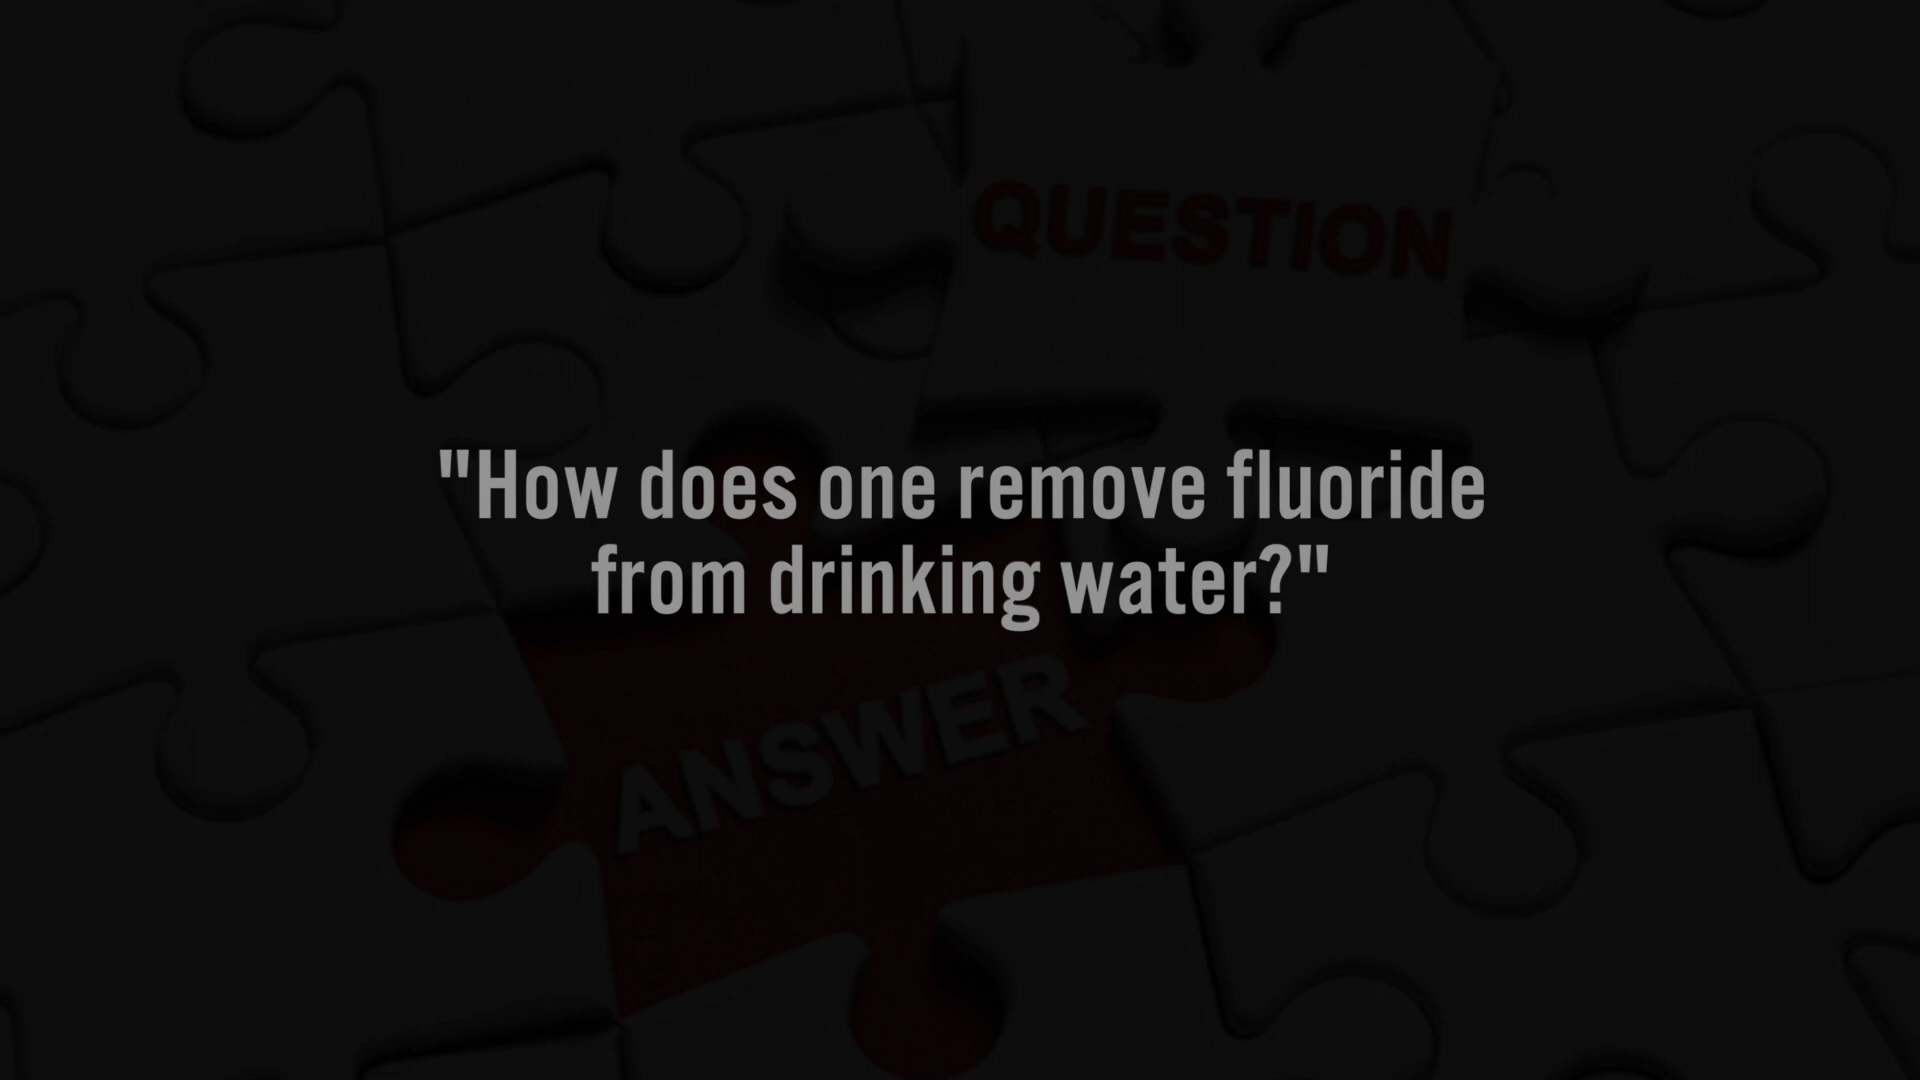 QUESTION
"How does one remove fluoride
from drinking water?"
ANSWER